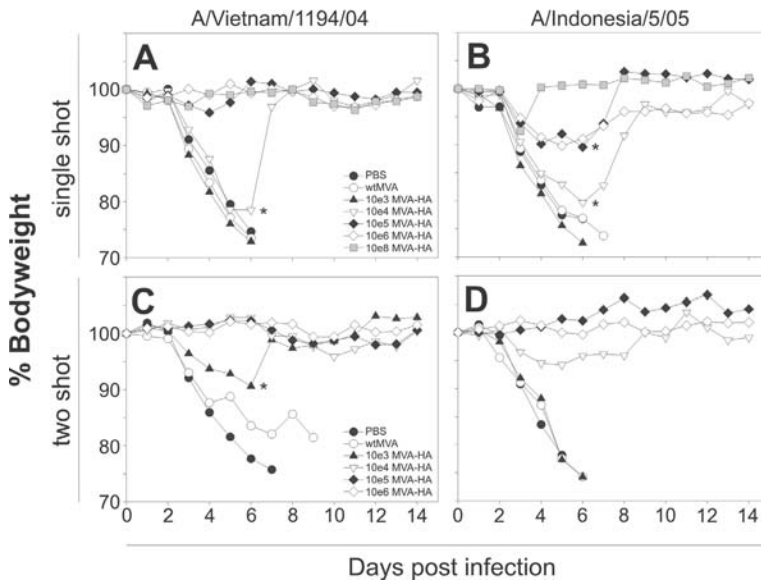 A/Vietnam/1194/04
A/Indonesia/5/05
% Bodyweight
single shot
two shot
A
100
90
80
70
PBS
wtMVA
10e3 MVA-HA
10e4 MVA-HA
10e5 MVA-HA
10e6 MVA-HA
10e8 MVA-HA
*
B
*
*
C
100
90
80
70
0 2 4 6 8 10 12 14
PBS
wtMVA
10e3 MVA-HA
10e4 MVA-HA
10e5 MVA-HA
10e6 MVA-HA
*
D
0 2 4 6 8 10 12 14
Days post infection